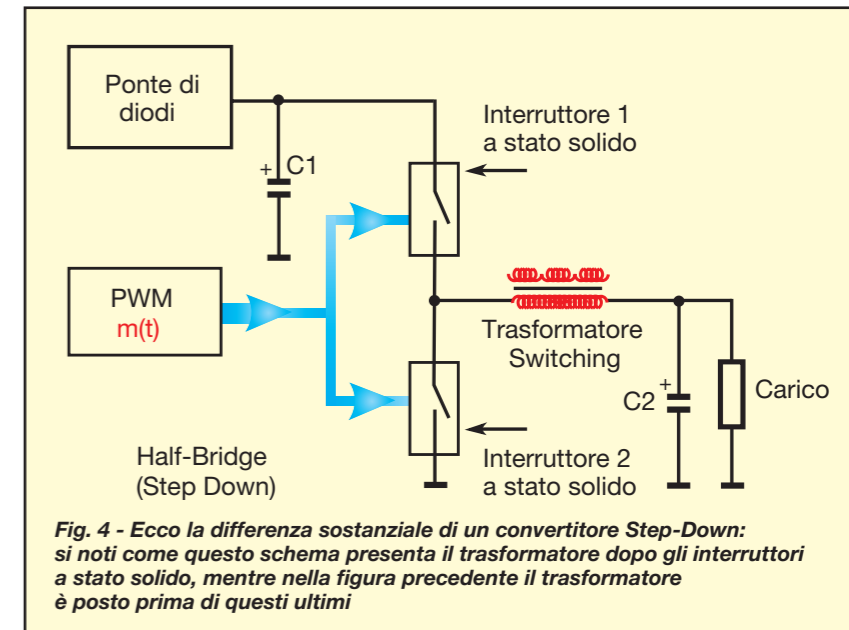 Ponte di
diodi
Interruttore 1
a stato solido
+ C1
PWM
m(t)
Trasformatore
Switching
+
C2
Carico
Half-Bridge
(Step Down)
Interruttore 2
a stato solido
Fig. 4 - Ecco la differenza sostanziale di un convertitore Step-Down:
si noti come questo schema presenta il trasformatore dopo gli interruttori
a stato solido, mentre nella figura precedente il trasformatore
è posto prima di questi ultimi